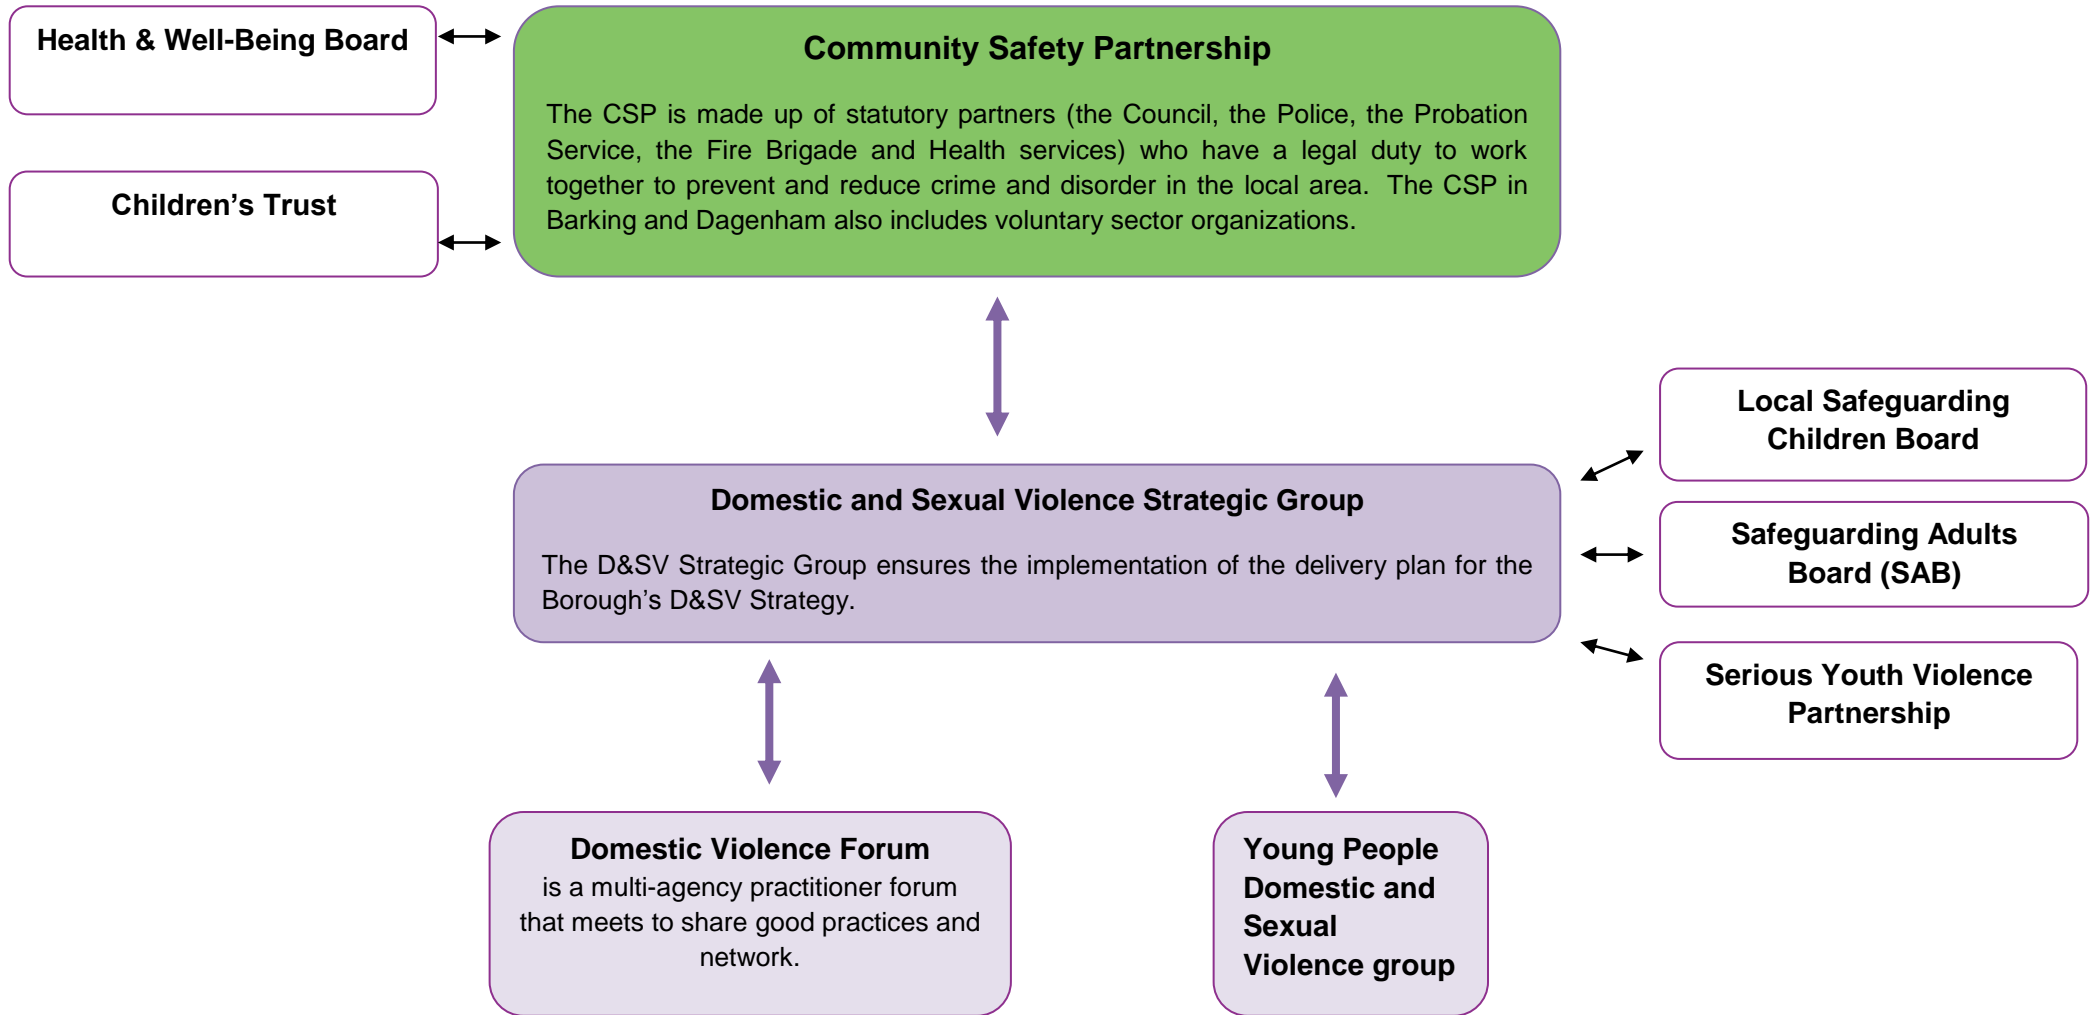 Health & Well-Being Board
Children’s Trust
Community Safety Partnership
The CSP is made up of statutory partners (the Council, the Police, the Probation
Service, the Fire Brigade and Health services) who have a legal duty to work
together to prevent and reduce crime and disorder in the local area.  The CSP in
Barking and Dagenham also includes voluntary sector organizations.
Domestic and Sexual Violence Strategic Group
The D&SV Strategic Group ensures the implementation of the delivery plan for the
Borough’s D&SV Strategy.
Local Safeguarding
Children Board
Safeguarding Adults
Board (SAB)
Serious Youth Violence
Partnership
Domestic Violence Forum
is a multi-agency practitioner forum
that meets to share good practices and
network.
Young People
Domestic and
Sexual
Violence group